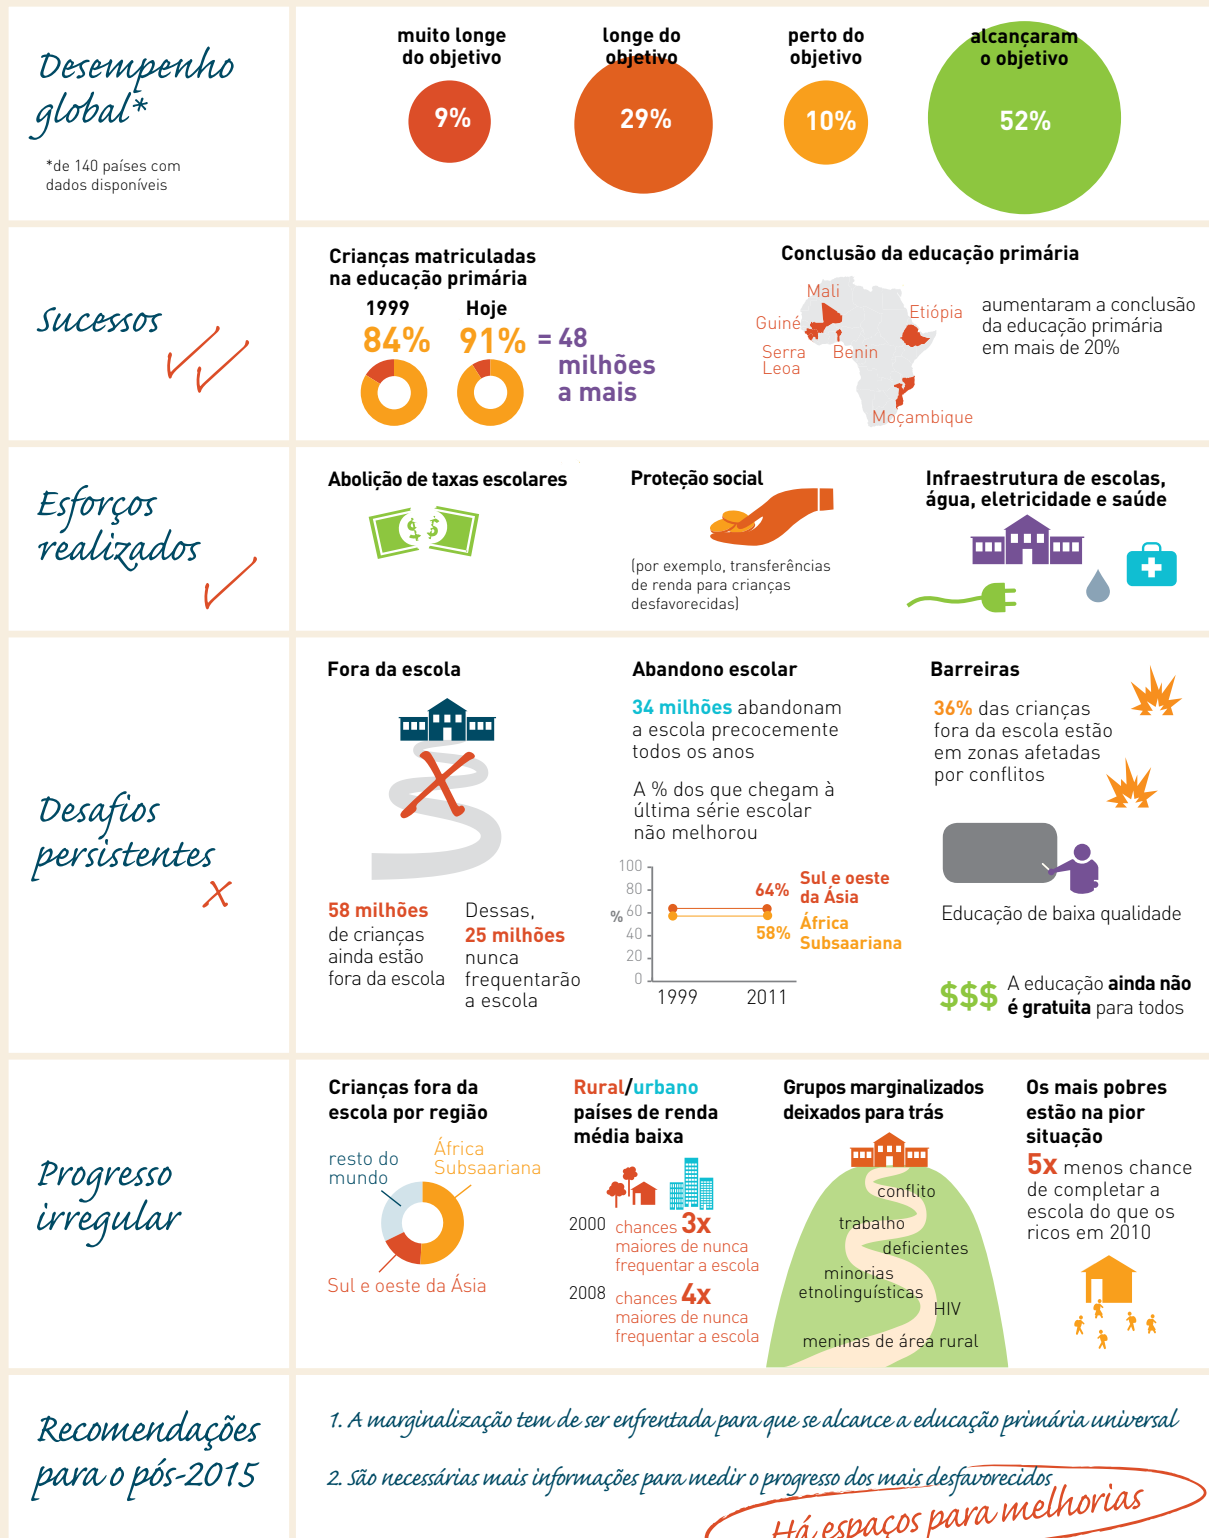 Desempenho
global*
*de 140 países com
dados disponíveis
muito longe
do objetivo
9%
longe do
objetivo
29%
perto do
objetivo
10%
alcançaram
o objetivo
52%
Sucessos
Crianças matriculadas
na educação primária
1999
84%
Hoje
91%
= 48
milhões
a mais
Conclusão da educação primária
Mali
Guiné
Serra
Leoa
Benin
Etiópia
Moçambique
aumentaram a conclusão
da educação primária
em mais de 20%
Esforços
realizados
Abolição de taxas escolares
$ $
Proteção social
(por exemplo, transferências
de renda para crianças
desfavorecidas)
Infraestrutura de escolas,
água, eletricidade e saúde
Desafios
persistentes
Fora da escola
58 milhões
de crianças
ainda estão
fora da escola
Dessas,
25 milhões
nunca
frequentarão
a escola
Abandono escolar
34 milhões abandonam
a escola precocemente
todos os anos
A % dos que chegam à
última série escolar
não melhorou
100
80
60
40
20
0
%
64%
Sul e oeste
da Ásia
58%
África
Subsaariana
1999
2011
Barreiras
36% das crianças
fora da escola estão
em zonas afetadas
por conflitos
Educação de baixa qualidade
$$$ A educação ainda não
é gratuita para todos
Progresso
irregular
Crianças fora da
escola por região
resto do
mundo
África
Subsaariana
Sul e oeste da Ásia
Rural/urbano
países de renda
média baixa
2000 chances 3x
maiores de nunca
frequentar a escola
2008 chances 4x
maiores de nunca
frequentar a escola
Grupos marginalizados
deixados para trás
conflito
trabalho
deficientes
minorias
etnolinguísticas
HIV
meninas de área rural
Os mais pobres
estão na pior
situação
5x menos chance
de completar a
escola do que os
ricos em 2010
Recomendações
para o pós-2015
1. A marginalização tem de ser enfrentada para que se alcance a educação primária universal
2. São necessárias mais informações para medir o progresso dos mais desfavorecidos
Há espaços para melhorias